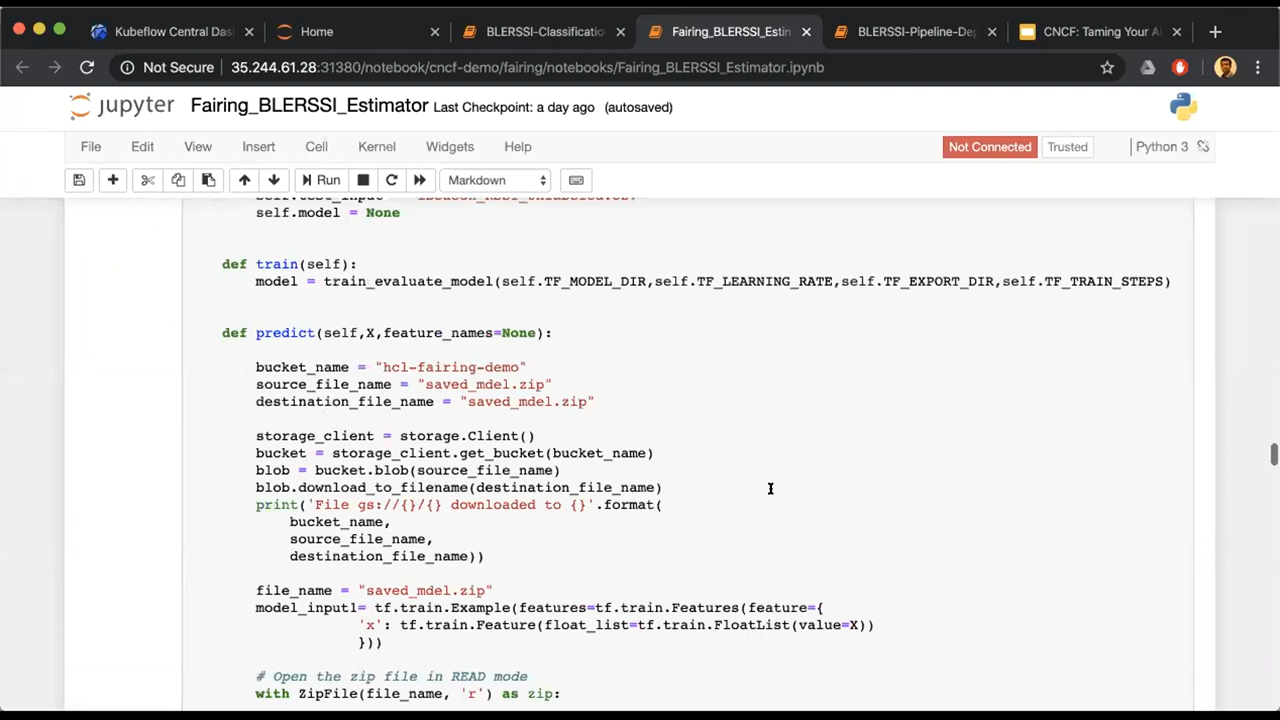 Kubeflow Central Das
Home
BLERSSI-Classificatio
Fairing_BLERSSI_Estim
BLERSSI-Pipeline-Dep
CNCF: Taming Your A
Not Secure 35.244.61.28:31380/notebook/cncf-demo/fairing/notebooks/Fairing_BLERSSI_Estimator.ipynb
jupyter Fairing_BLERSSI_Estimator Last Checkpoint: a day ago (autosaved)
File Edit View Insert Cell Kernel Widgets Help Not Connected Trusted Python 3
Run Markdown
self.model = None
def train(self):
model = train_evaluate_model(self.TF_MODEL_DIR,self.TF_LEARNING_RATE,self.TF_EXPORT_DIR,self.TF_TRAIN_STEPS)
def predict(self,X,feature_names=None):
bucket_name = "hcl-fairing-demo"
source_file_name = "saved_mdel.zip"
destination_file_name = "saved_mdel.zip"
storage_client = storage.Client()
bucket = storage_client.get_bucket(bucket_name)
blob = bucket.blob(source_file_name)
blob.download_to_filename(destination_file_name)
print('File gs://{}/{} downloaded to {}'.format(
bucket_name,
source_file_name,
destination_file_name))
file_name = "saved_mdel.zip"
model_input1= tf.train.Example(features=tf.train.Features(feature={
'x': tf.train.Feature(float_list=tf.train.FloatList(value=X))
}))
# Open the zip file in READ mode
with ZipFile(file_name, 'r') as zip: